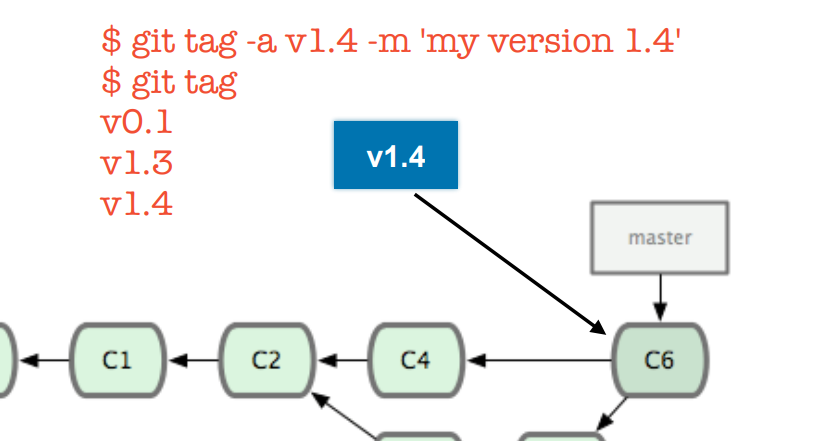 $ git tag -a v1.4 -m 'my version 1.4'
$ git tag
v0.1
v1.3
v1.4
v1.4
master
C1
C2
C4
C6